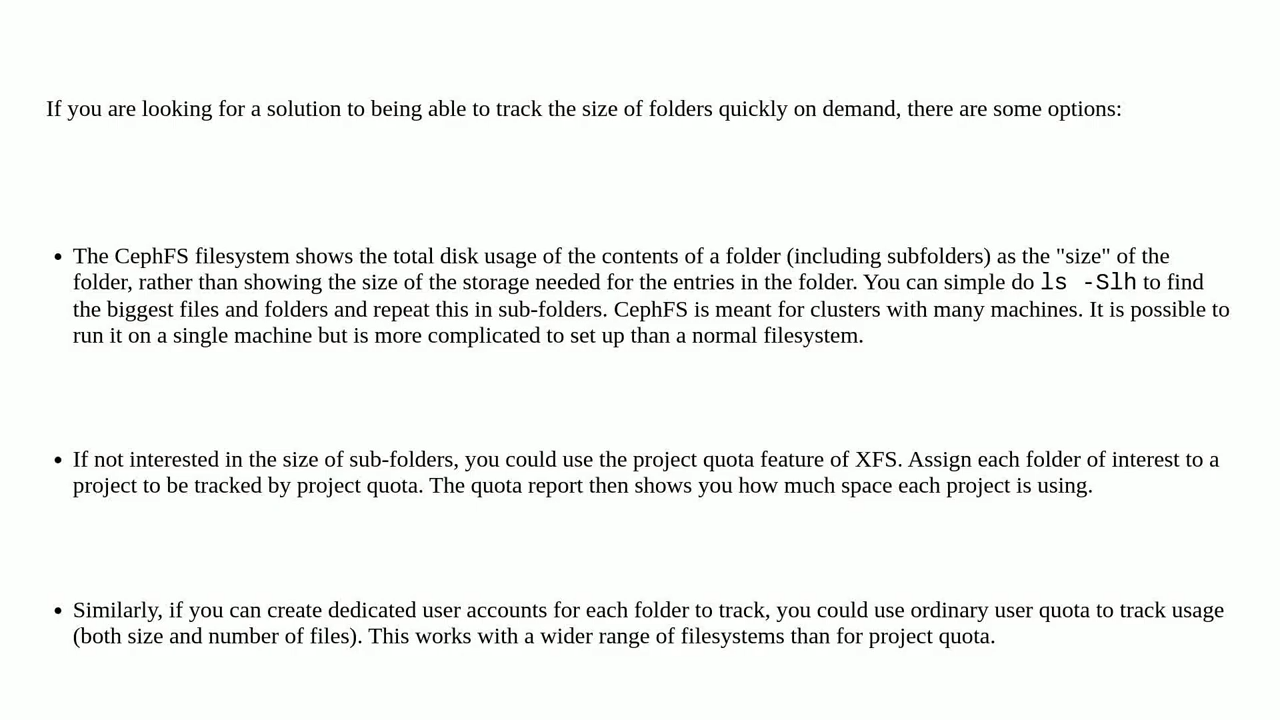 If you are looking for a solution to being able to track the size of folders quickly on demand, there are some options:
• The CephFS filesystem shows the total disk usage of the contents of a folder (including subfolders) as the "size" of the
folder, rather than showing the size of the storage needed for the entries in the folder. You can simple do ls -Slh to find
the biggest files and folders and repeat this in sub-folders. CephFS is meant for clusters with many machines. It is possible to
run it on a single machine but is more complicated to set up than a normal filesystem.
• If not interested in the size of sub-folders, you could use the project quota feature of XFS. Assign each folder of interest to a
project to be tracked by project quota. The quota report then shows you how much space each project is using.
• Similarly, if you can create dedicated user accounts for each folder to track, you could use ordinary user quota to track usage
(both size and number of files). This works with a wider range of filesystems than for project quota.